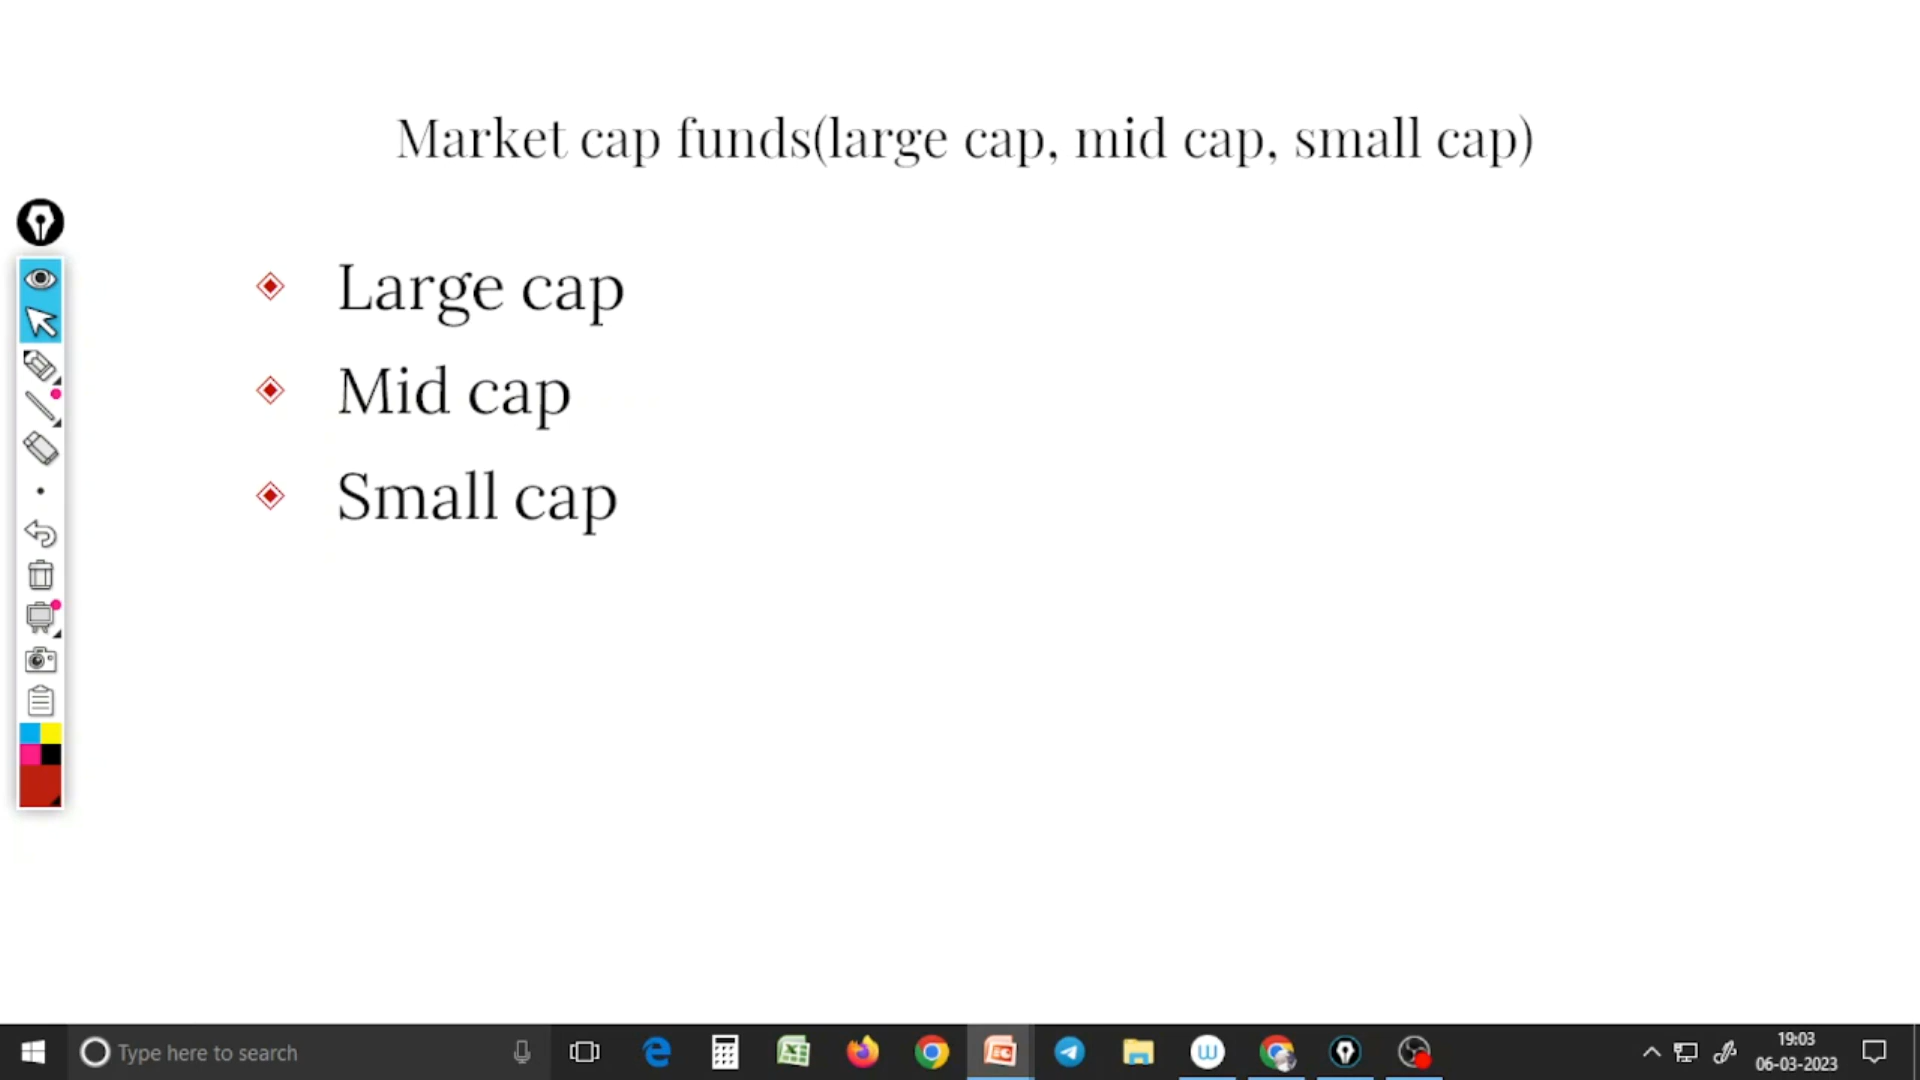 Market cap funds(large cap, mid cap, small cap)
Large cap
Mid cap
Small cap
Type here to search
19:03
06-03-2023